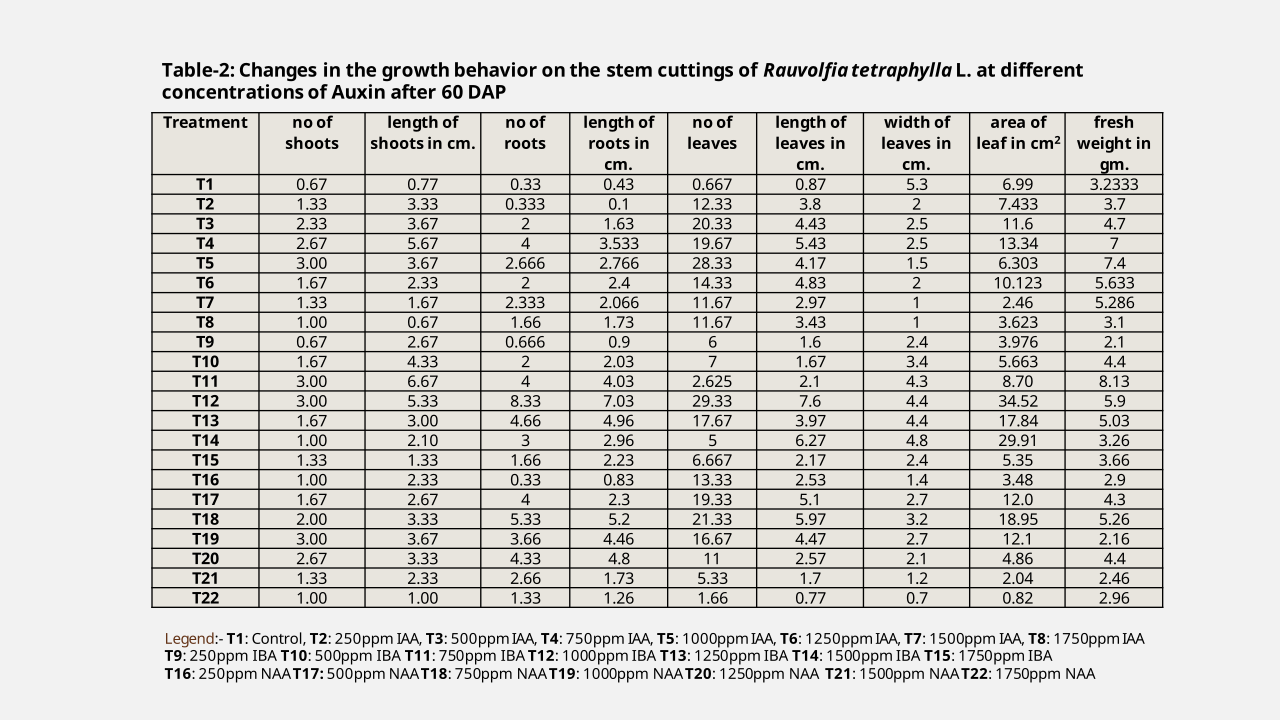 Table-2: Changes in the growth behavior on the stem cuttings of Rauvolfia tetraphylla L. at different
concentrations of Auxin after 60 DAP
Treatment no of shoots length of shoots in cm. no of roots length of roots in cm. no of leaves length of leaves in cm. width of leaves in cm. area of leaf in cm² fresh weight in gm.
T1 0.67 0.77 0.33 0.43 0.667 0.87 5.3 6.99 3.2333
T2 1.33 3.33 0.333 0.1 12.33 3.8 2 7.433 3.7
T3 2.33 3.67 2 1.63 20.33 4.43 2.5 11.6 4.7
T4 2.67 5.67 4 3.533 19.67 5.43 2.5 13.34 7
T5 3.00 3.67 2.666 2.766 28.33 4.17 1.5 6.303 7.4
T6 1.67 2.33 2 2.4 14.33 4.83 2 10.123 5.633
T7 1.33 1.67 2.333 2.066 11.67 2.97 1 2.46 5.286
T8 1.00 0.67 1.66 1.73 11.67 3.43 1 3.623 3.1
T9 0.67 2.67 0.666 0.9 6 1.6 2.4 3.976 2.1
T10 1.67 4.33 2 2.03 7 1.67 3.4 5.663 4.4
T11 3.00 6.67 4 4.03 2.625 2.1 4.3 8.70 8.13
T12 3.00 5.33 8.33 7.03 29.33 7.6 4.4 34.52 5.9
T13 1.67 3.00 4.66 4.96 17.67 3.97 4.4 17.84 5.03
T14 1.00 2.10 3 2.96 5 6.27 4.8 29.91 3.26
T15 1.33 1.33 1.66 2.23 6.667 2.17 2.4 5.35 3.66
T16 1.00 2.33 0.33 0.83 13.33 2.53 1.4 3.48 2.9
T17 1.67 2.67 4 2.3 19.33 5.1 2.7 12.0 4.3
T18 2.00 3.33 5.33 5.2 21.33 5.97 3.2 18.95 5.26
T19 3.00 3.67 3.66 4.46 16.67 4.47 2.7 12.1 2.16
T20 2.67 3.33 4.33 4.8 11 2.57 2.1 4.86 4.4
T21 1.33 2.33 2.66 1.73 5.33 1.7 1.2 2.04 2.46
T22 1.00 1.00 1.33 1.26 1.66 0.77 0.7 0.82 2.96
Legend:- T1: Control, T2: 250ppm IAA, T3: 500ppm IAA, T4: 750ppm IAA, T5: 1000ppm IAA, T6: 1250ppm IAA, T7: 1500ppm IAA, T8: 1750ppm IAA
T9: 250ppm IBA T10: 500ppm IBA T11: 750ppm IBA T12: 1000ppm IBA T13: 1250ppm IBA T14: 1500ppm IBA T15: 1750ppm IBA
T16: 250ppm NAA T17: 500ppm NAA T18: 750ppm NAA T19: 1000ppm NAA T20: 1250ppm NAA T21: 1500ppm NAA T22: 1750ppm NAA